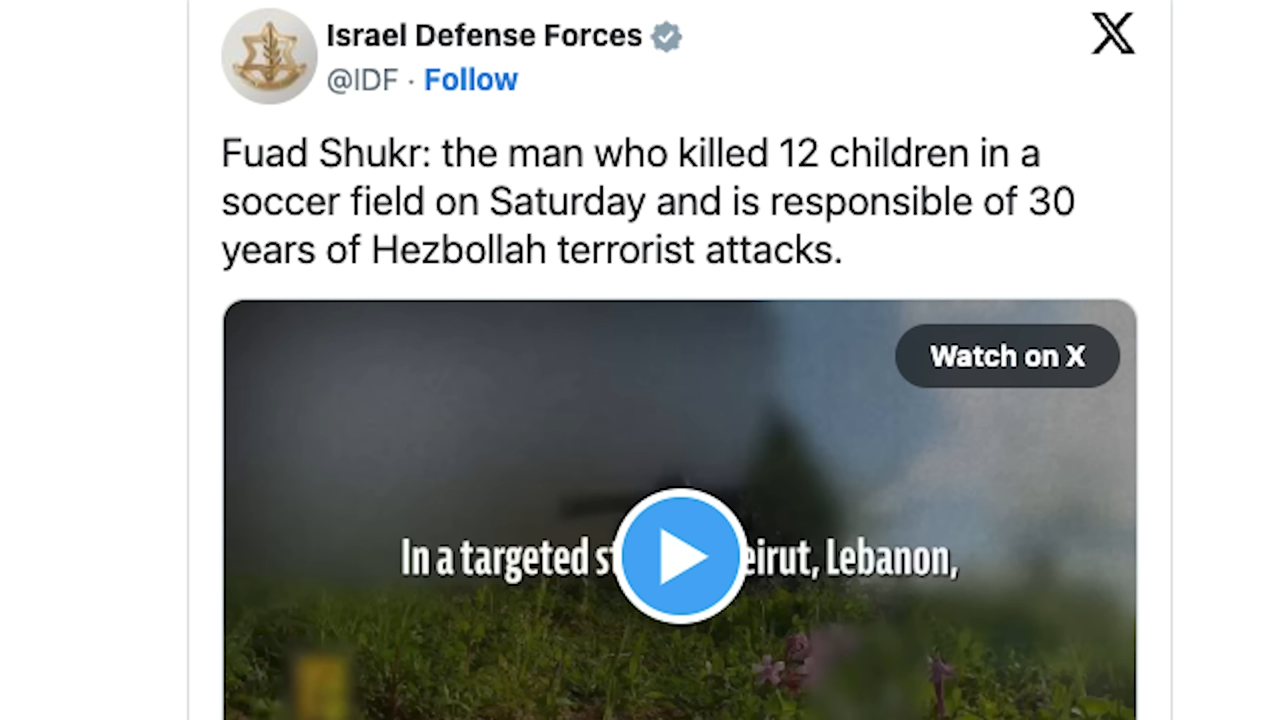 Israel Defense Forces
@IDF · Follow
X
Fuad Shukr: the man who killed 12 children in a
soccer field on Saturday and is responsible of 30
years of Hezbollah terrorist attacks.
Watch on X
In a targeted Lebanon,